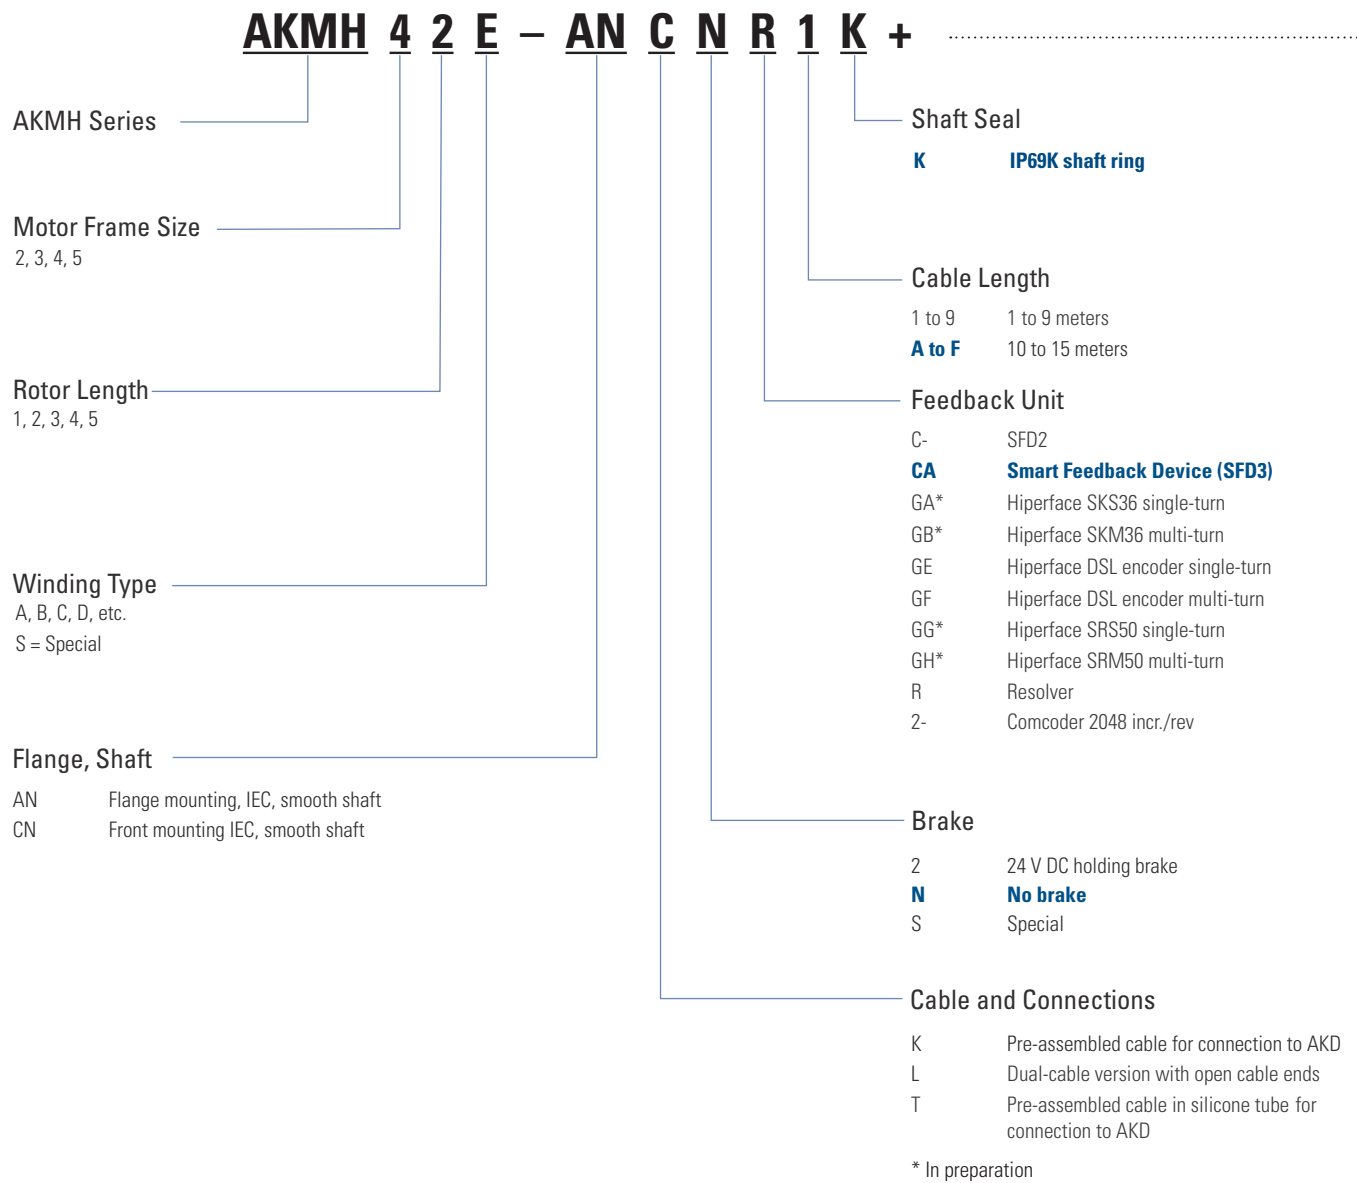 AKMH 4 2 E – AN C N R 1 K +
AKMH Series
Motor Frame Size
2, 3, 4, 5
Rotor Length
1, 2, 3, 4, 5
Winding Type
A, B, C, D, etc.
S = Special
Flange, Shaft
AN Flange mounting, IEC, smooth shaft
CN Front mounting IEC, smooth shaft
Shaft Seal
K IP69K shaft ring
Cable Length
1 to 9 1 to 9 meters
A to F 10 to 15 meters
Feedback Unit
C- SFD2
CA Smart Feedback Device (SFD3)
GA* Hiperface SKS36 single-turn
GB* Hiperface SKM36 multi-turn
GE Hiperface DSL encoder single-turn
GF Hiperface DSL encoder multi-turn
GG* Hiperface SRS50 single-turn
GH* Hiperface SRM50 multi-turn
R Resolver
2- Comcoder 2048 incr./rev
Brake
2 24 V DC holding brake
N No brake
S Special
Cable and Connections
K Pre-assembled cable for connection to AKD
L Dual-cable version with open cable ends
T Pre-assembled cable in silicone tube for
connection to AKD
* In preparation